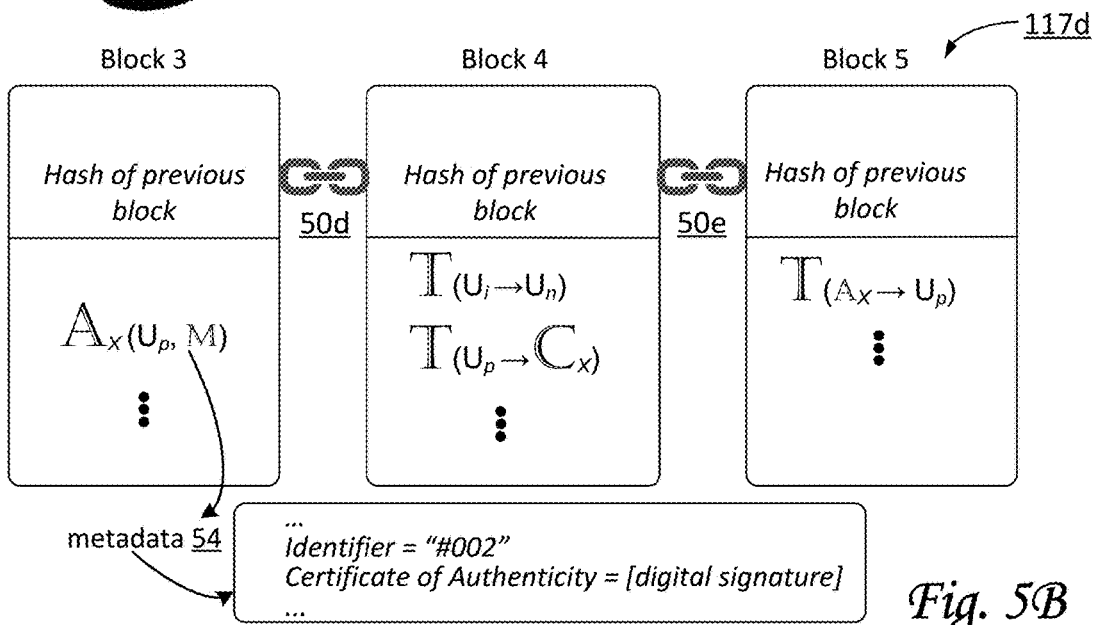 117d
Block 3
Block 4
Block 5
Hash of previous
block
50d
Hash of previous
block
50e
Hash of previous
block
𝔸x(Up, 𝕄)
𝕋(Ui→Un)
𝕋(Up→ℂx)
𝕋(𝔸x→ Up)
metadata 54
...
Identifier = “#002”
Certificate of Authenticity = [digital signature]
...
Fig. 5B